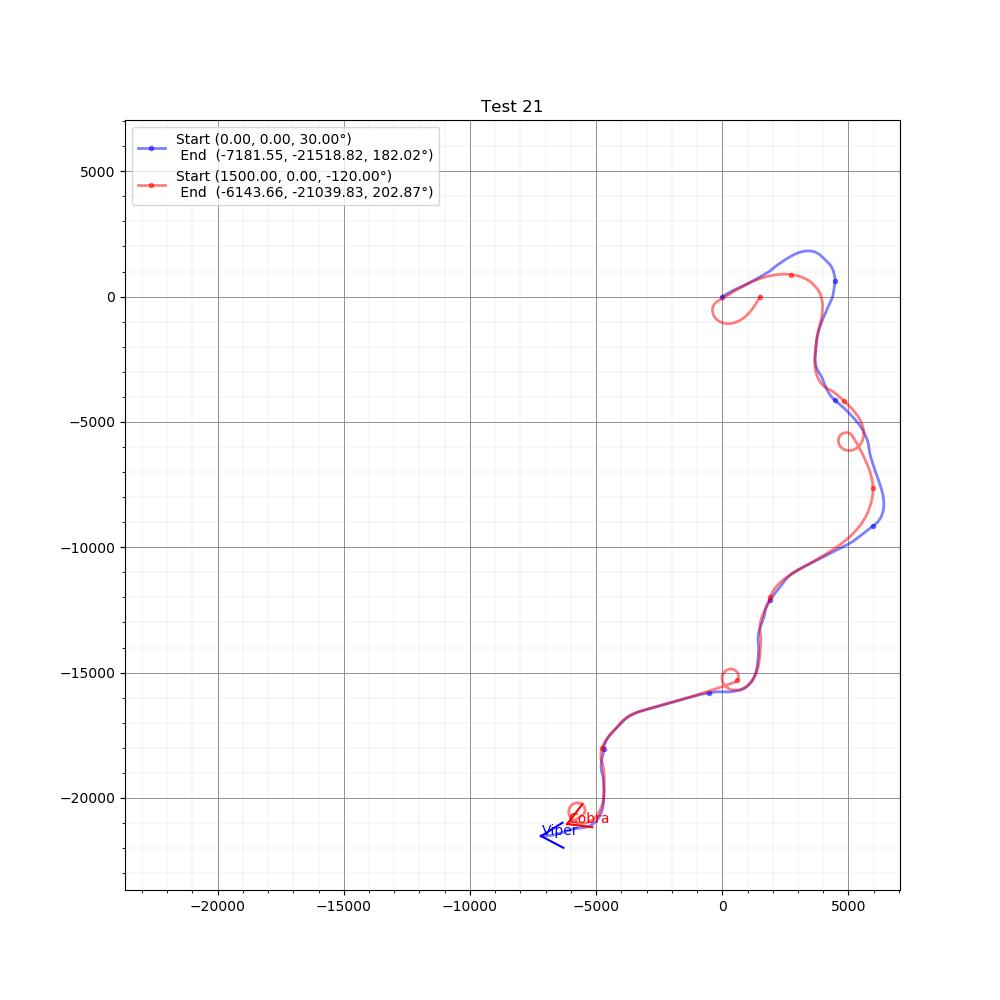 Test 21
Start (0.00, 0.00, 30.00°)
End (-7181.55, -21518.82, 182.02°)
Start (1500.00, 0.00, -120.00°)
End (-6143.66, -21039.83, 202.87°)
5000
0
−5000
−10000
−15000
−20000
Cobra
Viper
−20000 −15000 −10000 −5000 0 5000